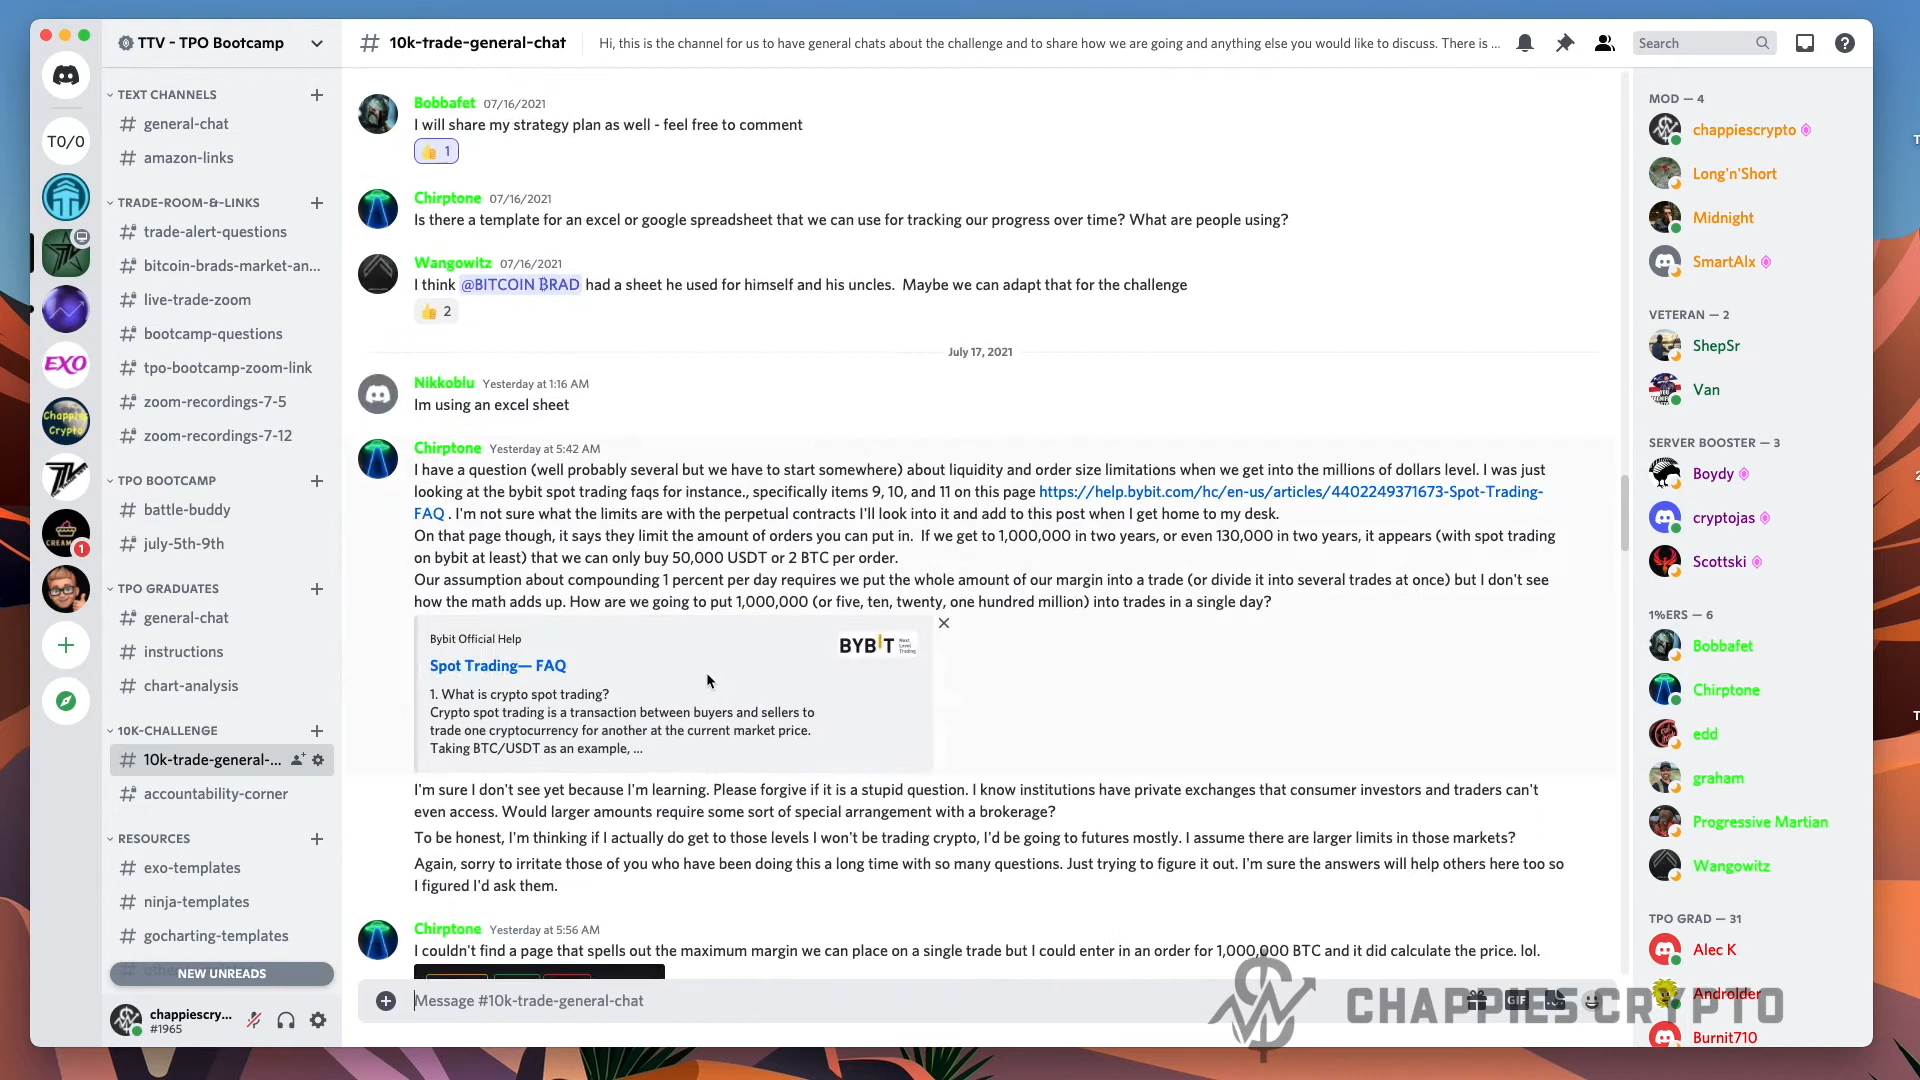 TTV - TPO Bootcamp
10k-trade-general-chat
Hi, this is the channel for us to have general chats about the challenge and to share how we are going and anything else you would like to discuss. There is ...
Search
TO/0
EXO
Chappies
Crypto
CREAM
1
TEXT CHANNELS
general-chat
amazon-links
TRADE-ROOM-&-LINKS
trade-alert-questions
bitcoin-brads-market-an...
live-trade-zoom
bootcamp-questions
tpo-bootcamp-zoom-link
zoom-recordings-7-5
zoom-recordings-7-12
TPO BOOTCAMP
battle-buddy
july-5th-9th
TPO GRADUATES
general-chat
instructions
chart-analysis
10K-CHALLENGE
10k-trade-general-...
accountability-corner
RESOURCES
exo-templates
ninja-templates
gocharting-templates
NEW UNREADS
chappiescry...
#1965
Bobbafet 07/16/2021
I will share my strategy plan as well - feel free to comment
1
Chirptone 07/16/2021
Is there a template for an excel or google spreadsheet that we can use for tracking our progress over time? What are people using?
Wangowitz 07/16/2021
I think @BITCOIN ₿RAD had a sheet he used for himself and his uncles. Maybe we can adapt that for the challenge
2
July 17, 2021
Nikkoblu Yesterday at 1:16 AM
Im using an excel sheet
Chirptone Yesterday at 5:42 AM
I have a question (well probably several but we have to start somewhere) about liquidity and order size limitations when we get into the millions of dollars level. I was just
looking at the bybit spot trading faqs for instance., specifically items 9, 10, and 11 on this page https://help.bybit.com/hc/en-us/articles/4402249371673-Spot-Trading-
FAQ . I'm not sure what the limits are with the perpetual contracts I'll look into it and add to this post when I get home to my desk.
On that page though, it says they limit the amount of orders you can put in. If we get to 1,000,000 in two years, or even 130,000 in two years, it appears (with spot trading
on bybit at least) that we can only buy 50,000 USDT or 2 BTC per order.
Our assumption about compounding 1 percent per day requires we put the whole amount of our margin into a trade (or divide it into several trades at once) but I don't see
how the math adds up. How are we going to put 1,000,000 (or five, ten, twenty, one hundred million) into trades in a single day?
Bybit Official Help
BYBIT Next Level Trading
Spot Trading— FAQ
1. What is crypto spot trading?
Crypto spot trading is a transaction between buyers and sellers to
trade one cryptocurrency for another at the current market price.
Taking BTC/USDT as an example, ...
I'm sure I don't see yet because I'm learning. Please forgive if it is a stupid question. I know institutions have private exchanges that consumer investors and traders can't
even access. Would larger amounts require some sort of special arrangement with a brokerage?
To be honest, I'm thinking if I actually do get to those levels I won't be trading crypto, I'd be going to futures mostly. I assume there are larger limits in those markets?
Again, sorry to irritate those of you who have been doing this a long time with so many questions. Just trying to figure it out. I'm sure the answers will help others here too so
I figured I'd ask them.
Chirptone Yesterday at 5:56 AM
I couldn't find a page that spells out the maximum margin we can place on a single trade but I could enter in an order for 1,000,000 BTC and it did calculate the price. lol.
Message #10k-trade-general-chat
GIF
CHAPPIES CRYPTO
MOD — 4
chappiescrypto
Long'n'Short
Midnight
SmartAlx
VETERAN — 2
ShepSr
Van
SERVER BOOSTER — 3
Boydy
cryptojas
Scottski
1%ERS — 6
Bobbafet
Chirptone
edd
graham
Progressive Martian
Wangowitz
TPO GRAD — 31
Alec K
Androlder
Burnit710